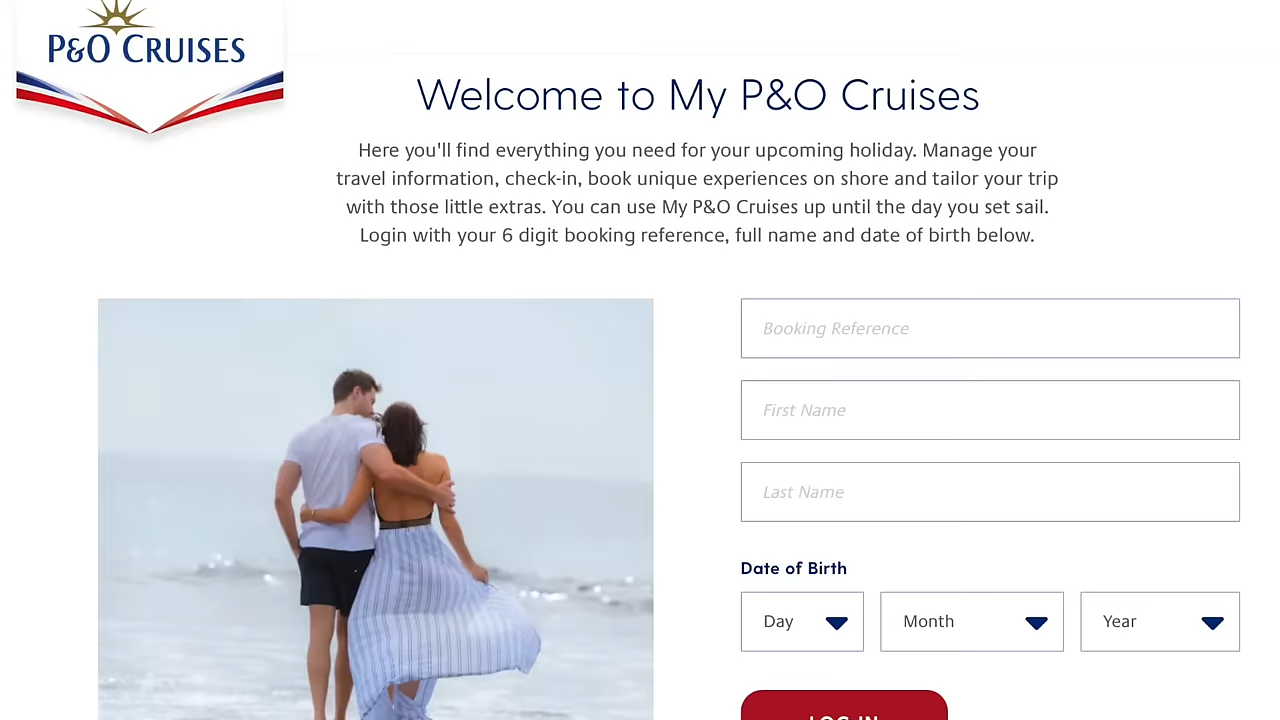 P&O CRUISES
Welcome to My P&O Cruises
Here you'll find everything you need for your upcoming holiday. Manage your
travel information, check-in, book unique experiences on shore and tailor your trip
with those little extras. You can use My P&O Cruises up until the day you set sail.
Login with your 6 digit booking reference, full name and date of birth below.
Booking Reference
First Name
Last Name
Date of Birth
Day
Month
Year
LOG IN